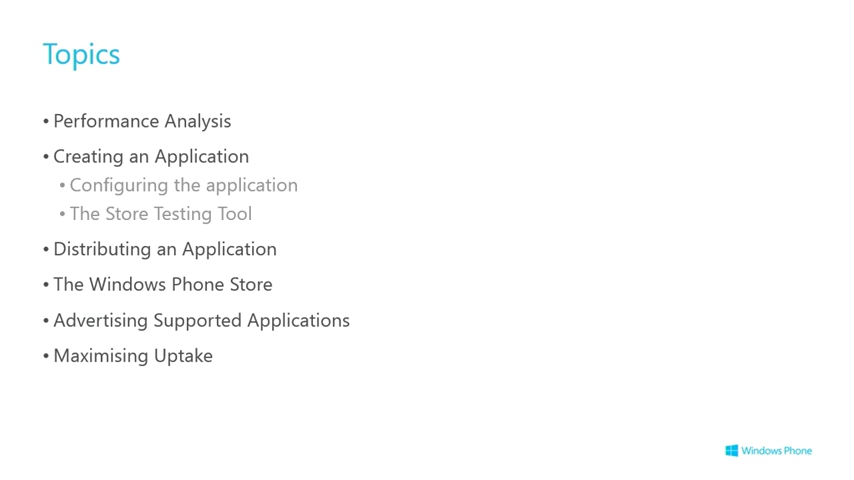 Topics
• Performance Analysis
• Creating an Application
• Configuring the application
• The Store Testing Tool
• Distributing an Application
• The Windows Phone Store
• Advertising Supported Applications
• Maximising Uptake
Windows Phone